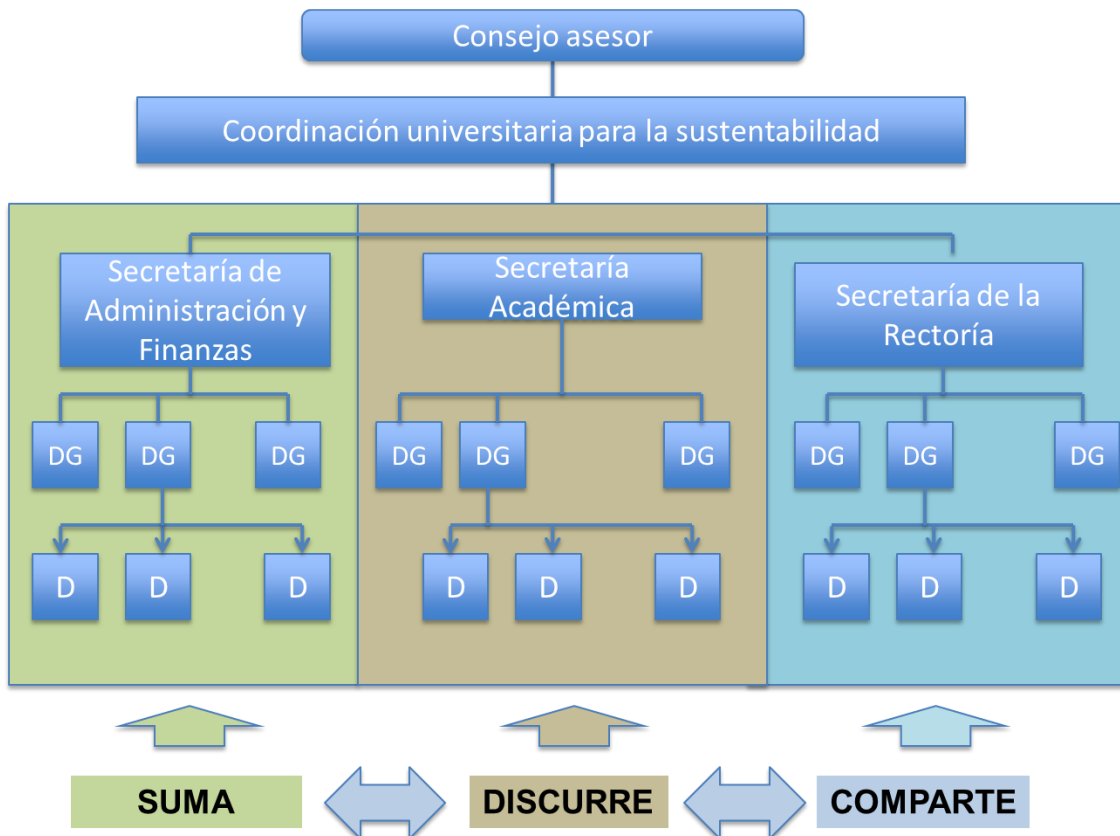 Consejo asesor
Coordinación universitaria para la sustentabilidad
Secretaría de
Administración y
Finanzas
Secretaría
Académica
Secretaría de la
Rectoría
DG DG DG
DG DG DG
DG DG DG
D D D
D D D
D D D
SUMA
DISCURRE
COMPARTE